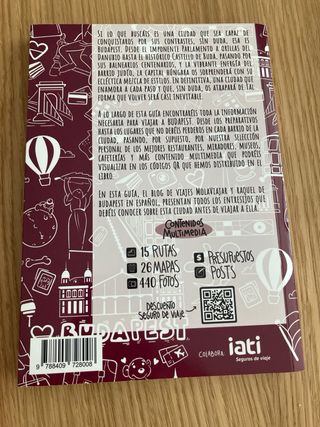 SI LO QUE BUSCÁIS ES UNA CIUDAD QUE SEA CAPAZ DE
CONQUISTAROS POR SUS CONTRASTES, SIN DUDA, ESA ES
BUDAPEST. DESDE EL IMPONENTE PARLAMENTO A ORILLAS DEL
DANUBIO HASTA EL HISTÓRICO CASTILLO DE BUDA, PASANDO POR
SUS BALNEARIOS CENTENARIOS, Y LA VIBRANTE ENERGÍA DEL
BARRIO JUDÍO, LA CAPITAL HÚNGARA OS SORPRENDERÁ CON SU
ECLÉCTICA MEZCLA DE ESTILOS. EN DEFINITIVA, UNA CIUDAD QUE
ENAMORA A CADA PASO Y QUE, SIN DUDA, OS ATRAPARÁ DE TAL
FORMA QUE VOLVER SERÁ CASI INEVITABLE.
A LO LARGO DE ESTA GUÍA ENCONTRARÉIS TODA LA INFORMACIÓN
NECESARIA PARA VIAJAR A BUDAPEST: DESDE LOS PREPARATIVOS
HASTA LOS LUGARES QUE NO DEBÉIS PERDEROS EN CADA BARRIO DE LA
CIUDAD, PASANDO, POR SUPUESTO, POR NUESTRA SELECCIÓN
PERSONAL DE LOS MEJORES RESTAURANTES, MIRADORES, MUSEOS,
CAFETERÍAS Y MÁS CONTENIDO MULTIMEDIA QUE PODRÉIS
VISUALIZAR EN LOS CÓDIGOS QR QUE HEMOS DISTRIBUIDO EN EL
LIBRO.
EN ESTA GUÍA, EL BLOG DE VIAJES MOLAVIAJAR Y RAQUEL DE
BUDAPEST EN ESPAÑOL, PRESENTAN TODOS LOS ENTRESIJOS QUE
DEBÉIS CONOCER SOBRE ESTA CIUDAD ANTES DE VIAJAR A ELLA.
CONTENIDOS
MULTIMEDIA
15 RUTAS
26 MAPAS
440 FOTOS
$ PRESUPUESTOS
POSTS
DESCUENTO
SEGURO DE VIAJE
BUDAPEST
9 788409 728008
COLABORA
iati
Seguros de viaje